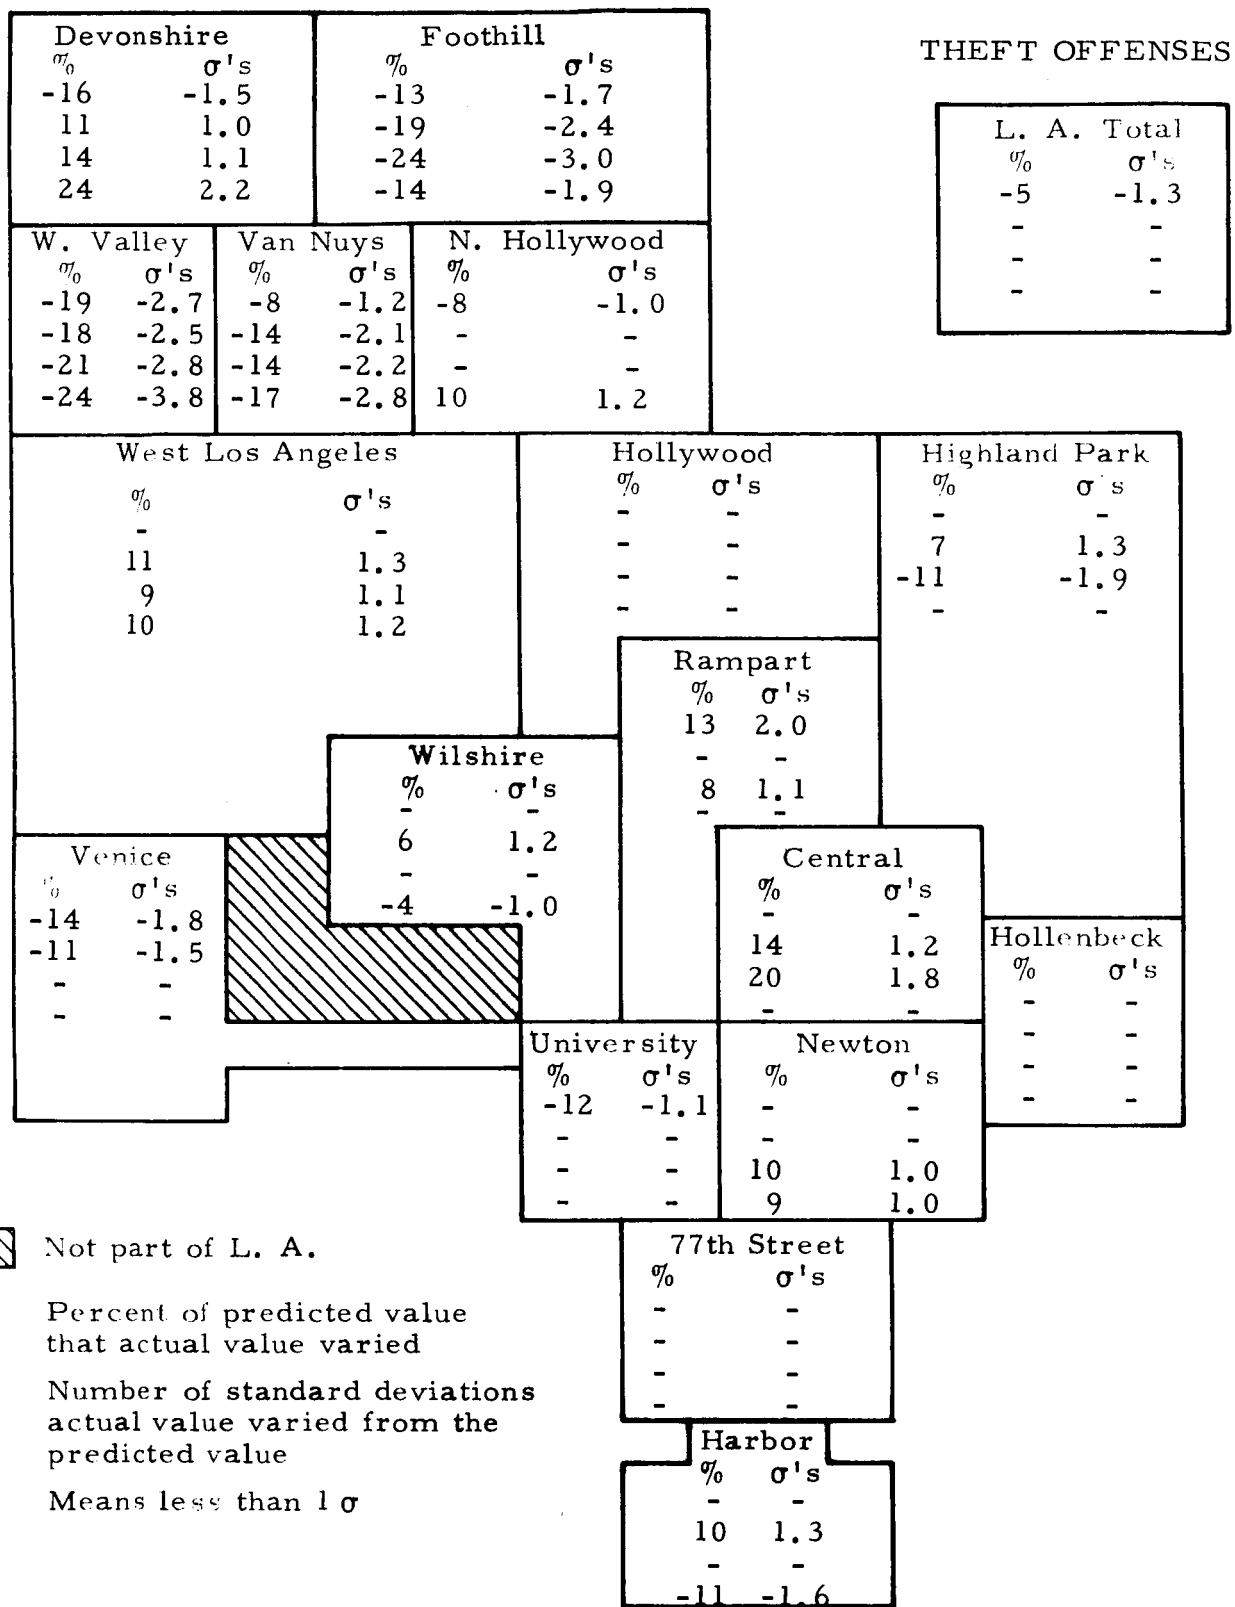 THEFT OFFENSES
Devonshire
% σ's
-16 -1.5
11 1.0
14 1.1
24 2.2
Foothill
% σ's
-13 -1.7
-19 -2.4
-24 -3.0
-14 -1.9
L. A. Total
% σ's
-5 -1.3
- -
- -
- -
W. Valley
% σ's
-19 -2.7
-18 -2.5
-21 -2.8
-24 -3.8
Van Nuys
% σ's
-8 -1.2
-14 -2.1
-14 -2.2
-17 -2.8
N. Hollywood
% σ's
-8 -1.0
- -
- -
10 1.2
West Los Angeles
% σ's
- -
11 1.3
9 1.1
10 1.2
Hollywood
% σ's
- -
- -
- -
- -
Highland Park
% σ's
- -
7 1.3
-11 -1.9
- -
Rampart
% σ's
13 2.0
- -
8 1.1
- -
Wilshire
% σ's
- -
6 1.2
- -
-4 -1.0
Venice
% σ's
-14 -1.8
-11 -1.5
- -
- -
Central
% σ's
- -
14 1.2
20 1.8
- -
Hollenbeck
% σ's
- -
- -
- -
- -
University
% σ's
-12 -1.1
- -
- -
- -
Newton
% σ's
- -
- -
10 1.0
9 1.0
77th Street
% σ's
- -
- -
- -
- -
Harbor
% σ's
- -
10 1.3
- -
-11 -1.6
Not part of L. A.
Percent of predicted value
that actual value varied
Number of standard deviations
actual value varied from the
predicted value
Means less than 1 σ